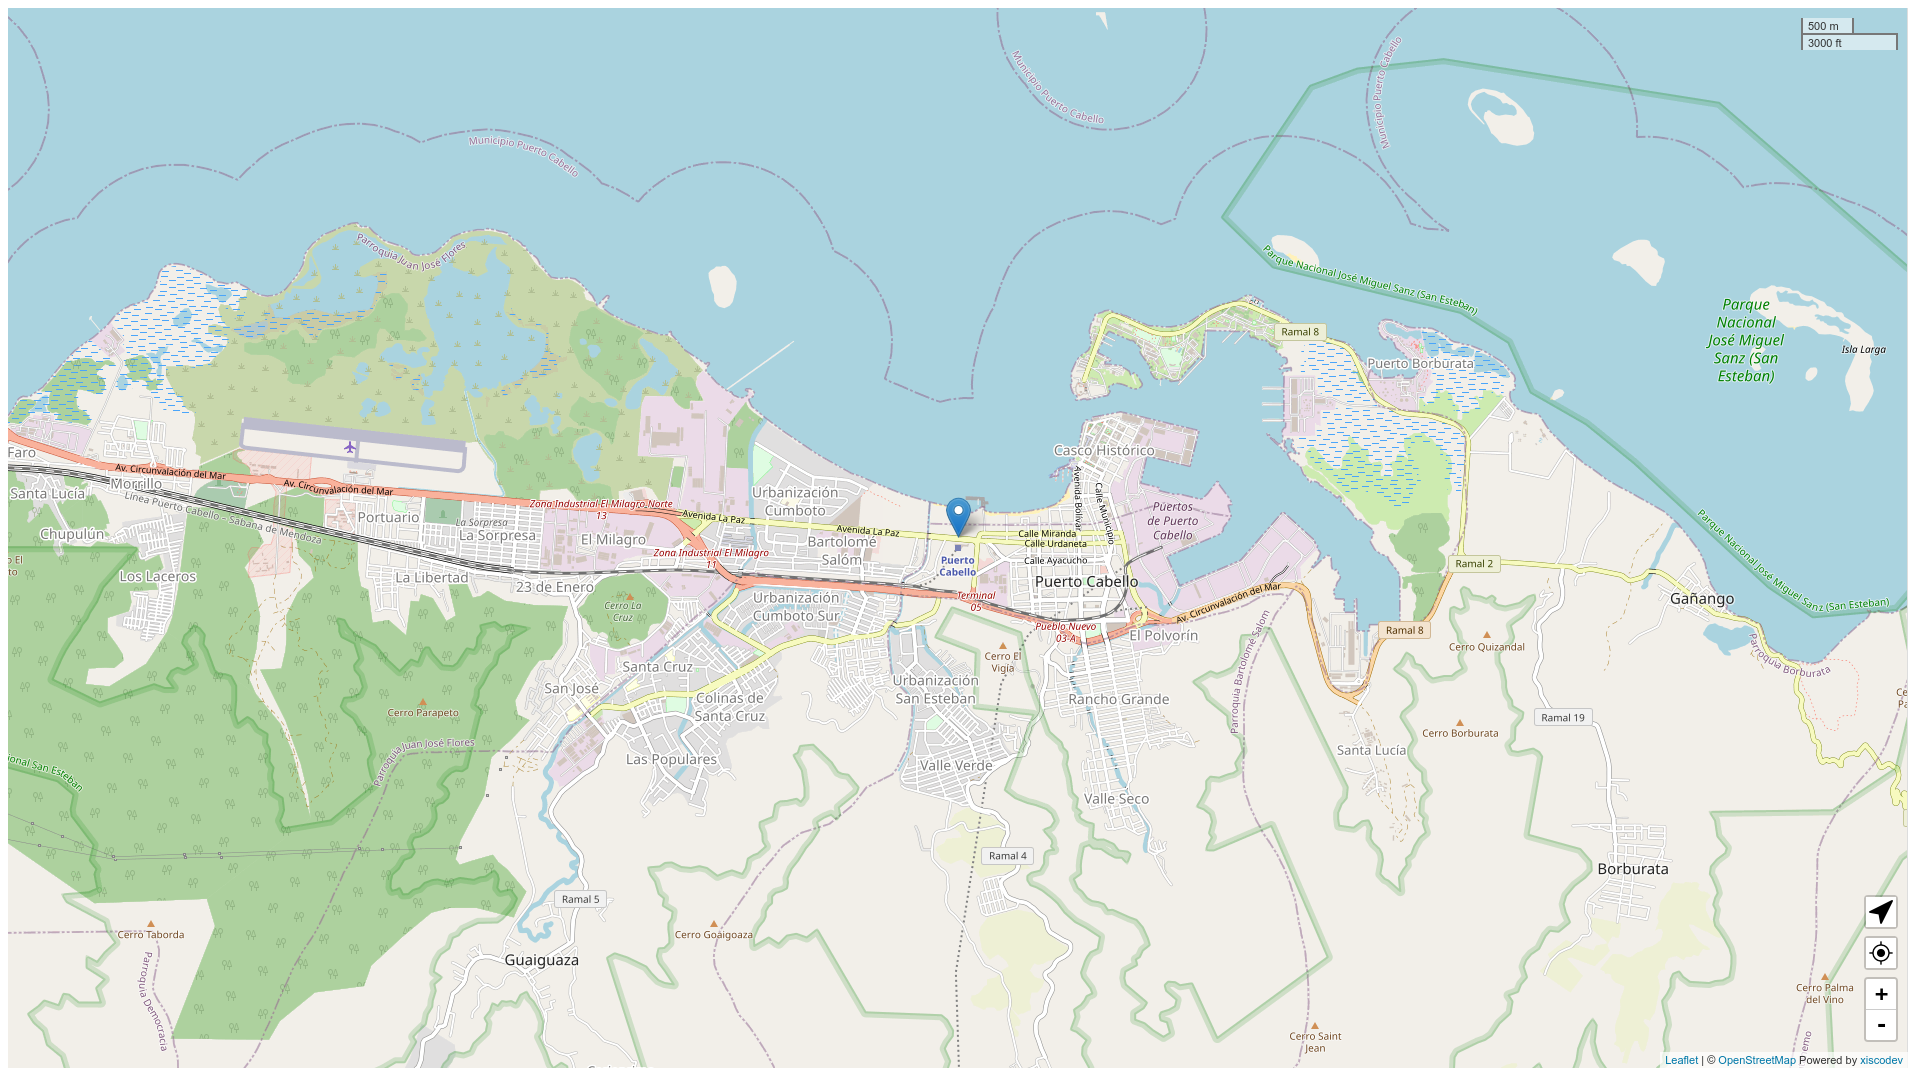 500 m
3000 ft
Municipio Puerto Cabello
Municipio Puerto Cabello
Municipio Puerto Cabello
Parroquia Juan José Flores
Parque Nacional José Miguel Sanz (San Esteban)
Parque
Nacional
José Miguel
Sanz (San
Esteban)
Isla Larga
Ramal 8
Puerto Borburata
Casco Histórico
Faro
Av. Circunvalación del Mar
Morrillo
Santa Lucía
Av. Circunvalación del Mar
Línea Puerto Cabello - Sabana de Mendoza
Urbanización
Cumboto
Zona Industrial El Milagro Norte
13
Avenida La Paz
Avenida La Paz
Avenida Bolívar
Calle Municipio
Puertos
de Puerto
Cabello
Portuario
La Sorpresa
La Sorpresa
El Milagro
Chupulún
Bartolomé
Salóm
Zona Industrial El Milagro
11
Calle Miranda
Calle Urdaneta
Calle Ayacucho
Puerto
Cabello
Puerto Cabello
Parque Nacional José Miguel Sanz (San Esteban)
Ramal 2
Gañango
Los Laceros
La Libertad
23 de Enero
Cerro La
Cruz
Urbanización
Cumboto Sur
Terminal
05
Av. Circunvalación del Mar
Pueblo Nuevo
03-A
El Polvorín
Ramal 8
Cerro Quizandal
Parroquia Borburata
Parroquia Bartolomé Salom
Cerro El
Vigía
Santa Cruz
San José
Colinas de
Santa Cruz
Urbanización
San Esteban
Rancho Grande
Cerro Parapeto
Parroquia Juan José Flores
Ramal 19
Cerro Borburata
Santa Lucía
Las Populares
Valle Verde
Valle Seco
ional San Esteban
Ramal 4
Borburata
Ramal 5
Cerro Taborda
Cerro Goaigoaza
Guaiguaza
Parroquia Democracia
Cerro Palma
del Vino
Cerro Saint
Jean
+
-
Leaflet | © OpenStreetMap Powered by xiscodev